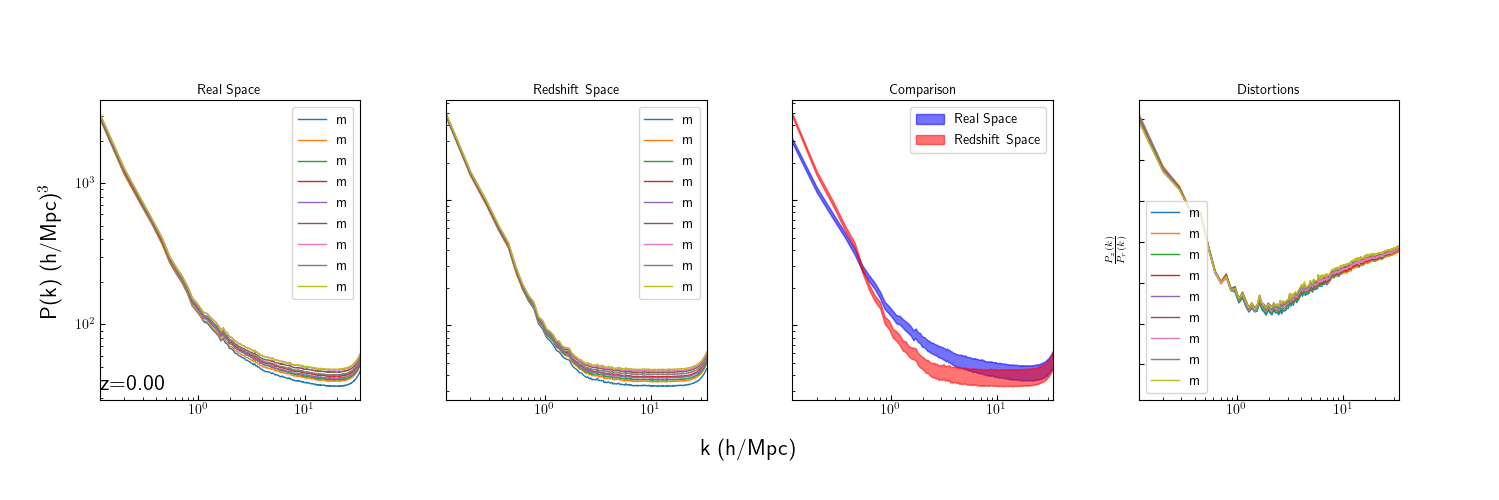 Real Space
Redshift Space
Comparison
Distortions
P(k) (h/Mpc)³
10³
10²
z=0.00
m
m
m
m
m
m
m
m
m
10⁰
10¹
m
m
m
m
m
m
m
m
m
10⁰
10¹
Real Space
Redshift Space
10⁰
10¹
P_s(k)
P_r(k)
m
m
m
m
m
m
m
m
m
10⁰
10¹
k (h/Mpc)